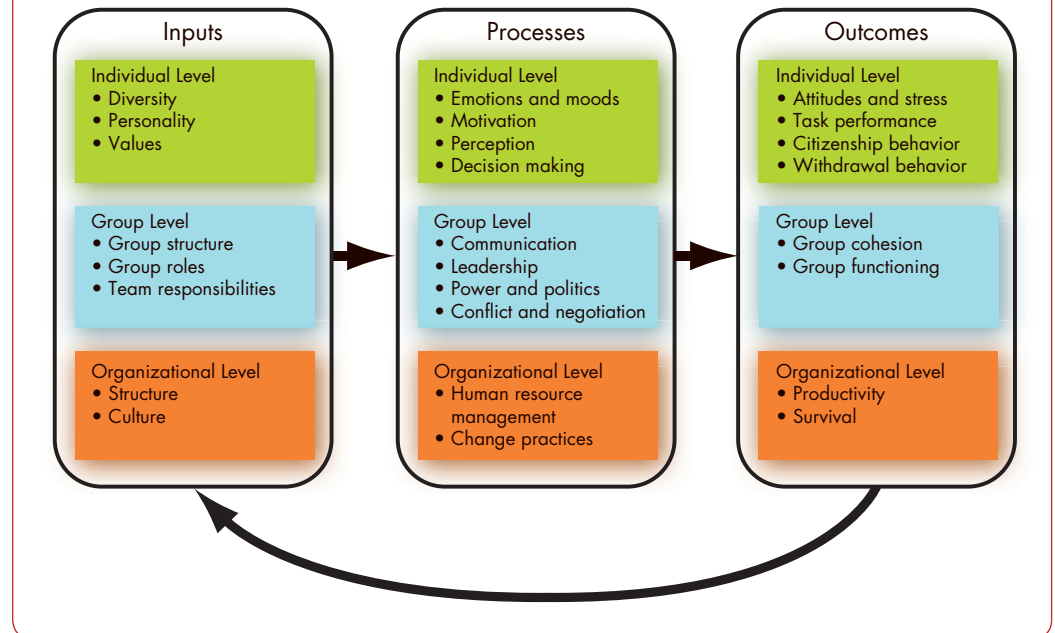 Inputs
Individual Level
• Diversity
• Personality
• Values
Group Level
• Group structure
• Group roles
• Team responsibilities
Organizational Level
• Structure
• Culture
Processes
Individual Level
• Emotions and moods
• Motivation
• Perception
• Decision making
Group Level
• Communication
• Leadership
• Power and politics
• Conflict and negotiation
Organizational Level
• Human resource
management
• Change practices
Outcomes
Individual Level
• Attitudes and stress
• Task performance
• Citizenship behavior
• Withdrawal behavior
Group Level
• Group cohesion
• Group functioning
Organizational Level
• Productivity
• Survival